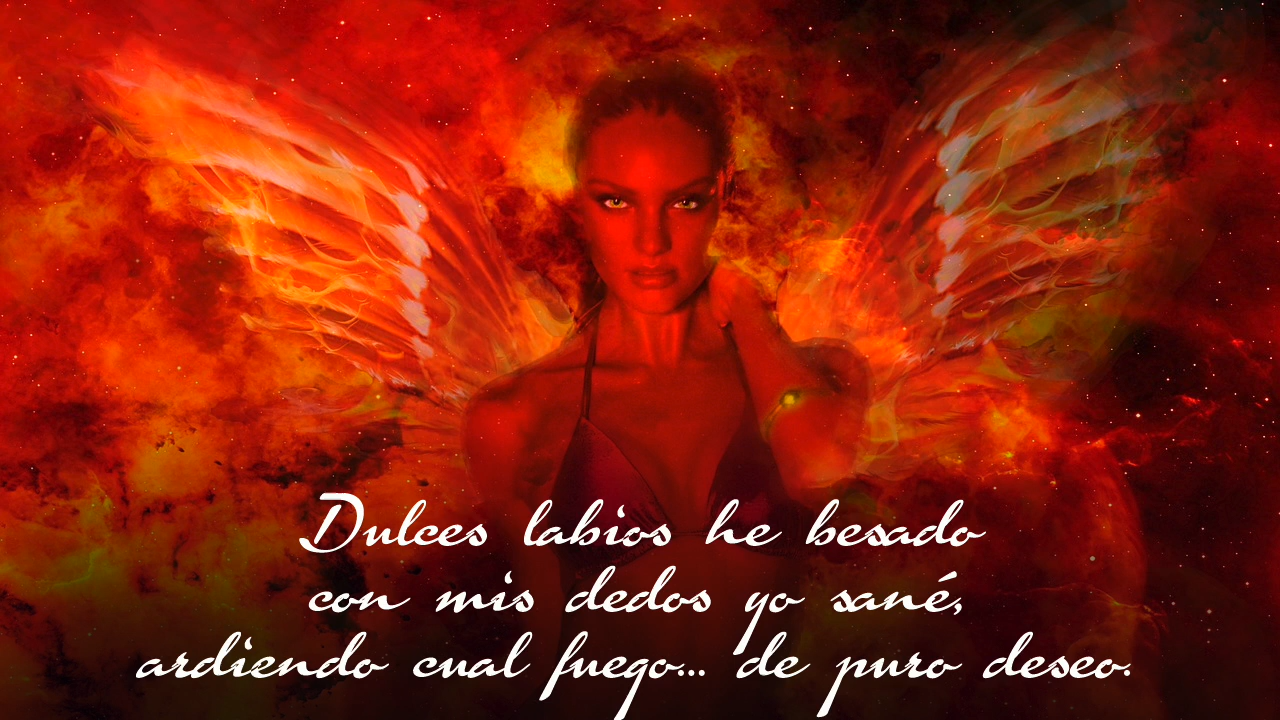 Dulces labios he besado
con mis dedos yo sané,
ardiendo cual fuego... de puro deseo.